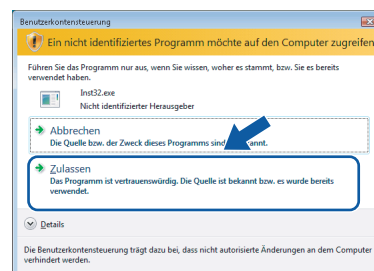 Benutzerkontensteuerung
Ein nicht identifiziertes Programm möchte auf den Computer zugreifen
Führen Sie das Programm nur aus, wenn Sie wissen, woher es stammt, bzw. Sie es bereits
verwendet haben.
Inst32.exe
Nicht identifizierter Herausgeber
Abbrechen
Die Quelle bzw. der Zweck dieses Programms sind
Zulassen
Das Programm ist vertrauenswürdig. Die Quelle ist bekannt bzw. es wurde bereits
verwendet.
Details
Die Benutzerkontensteuerung trägt dazu bei, dass nicht autorisierte Änderungen an dem Computer
verhindert werden.